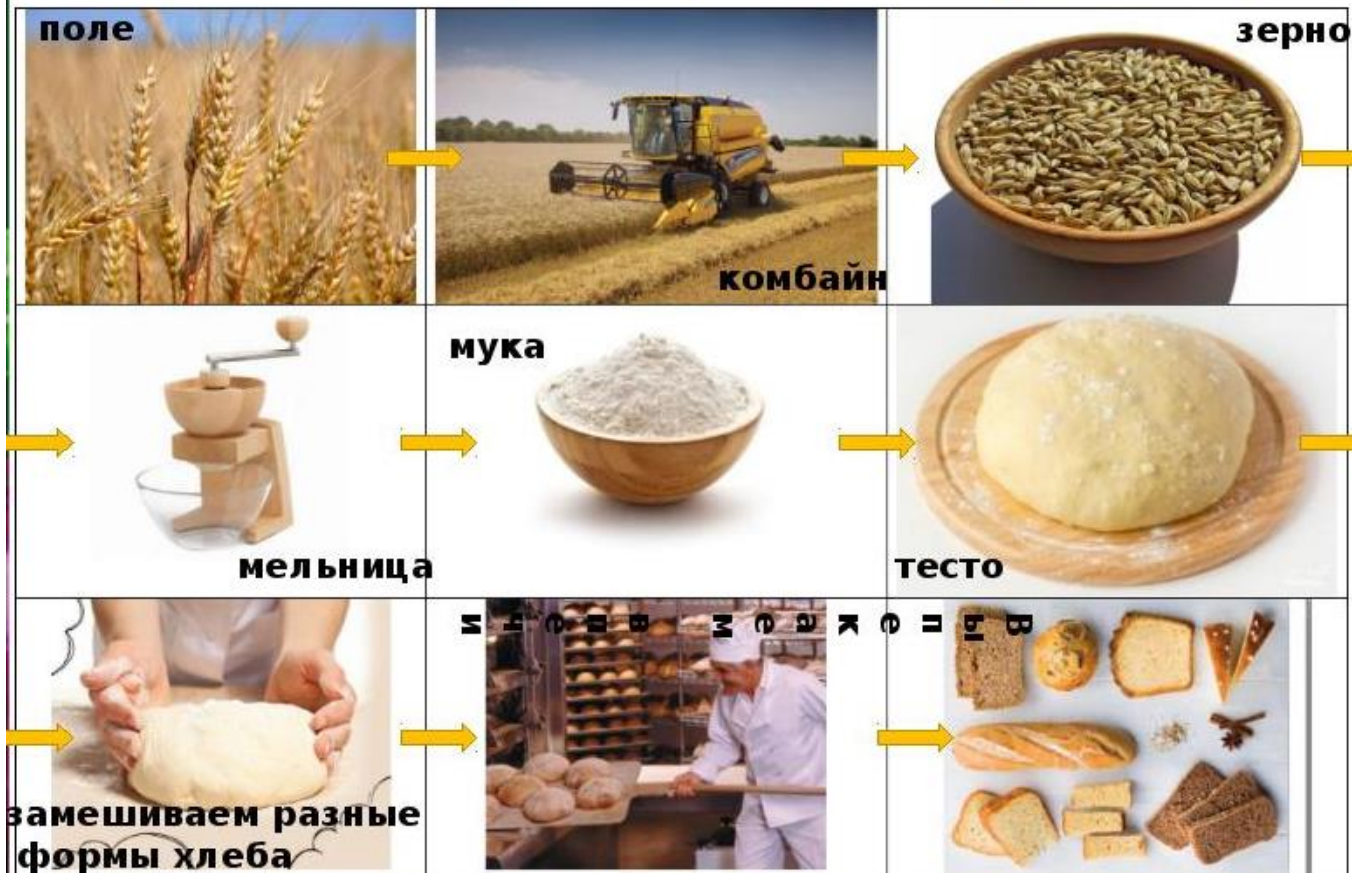 поле
зерно
комбайн
мука
мельница
тесто
Выпекаем в печи
замешиваем разные
формы хлеба